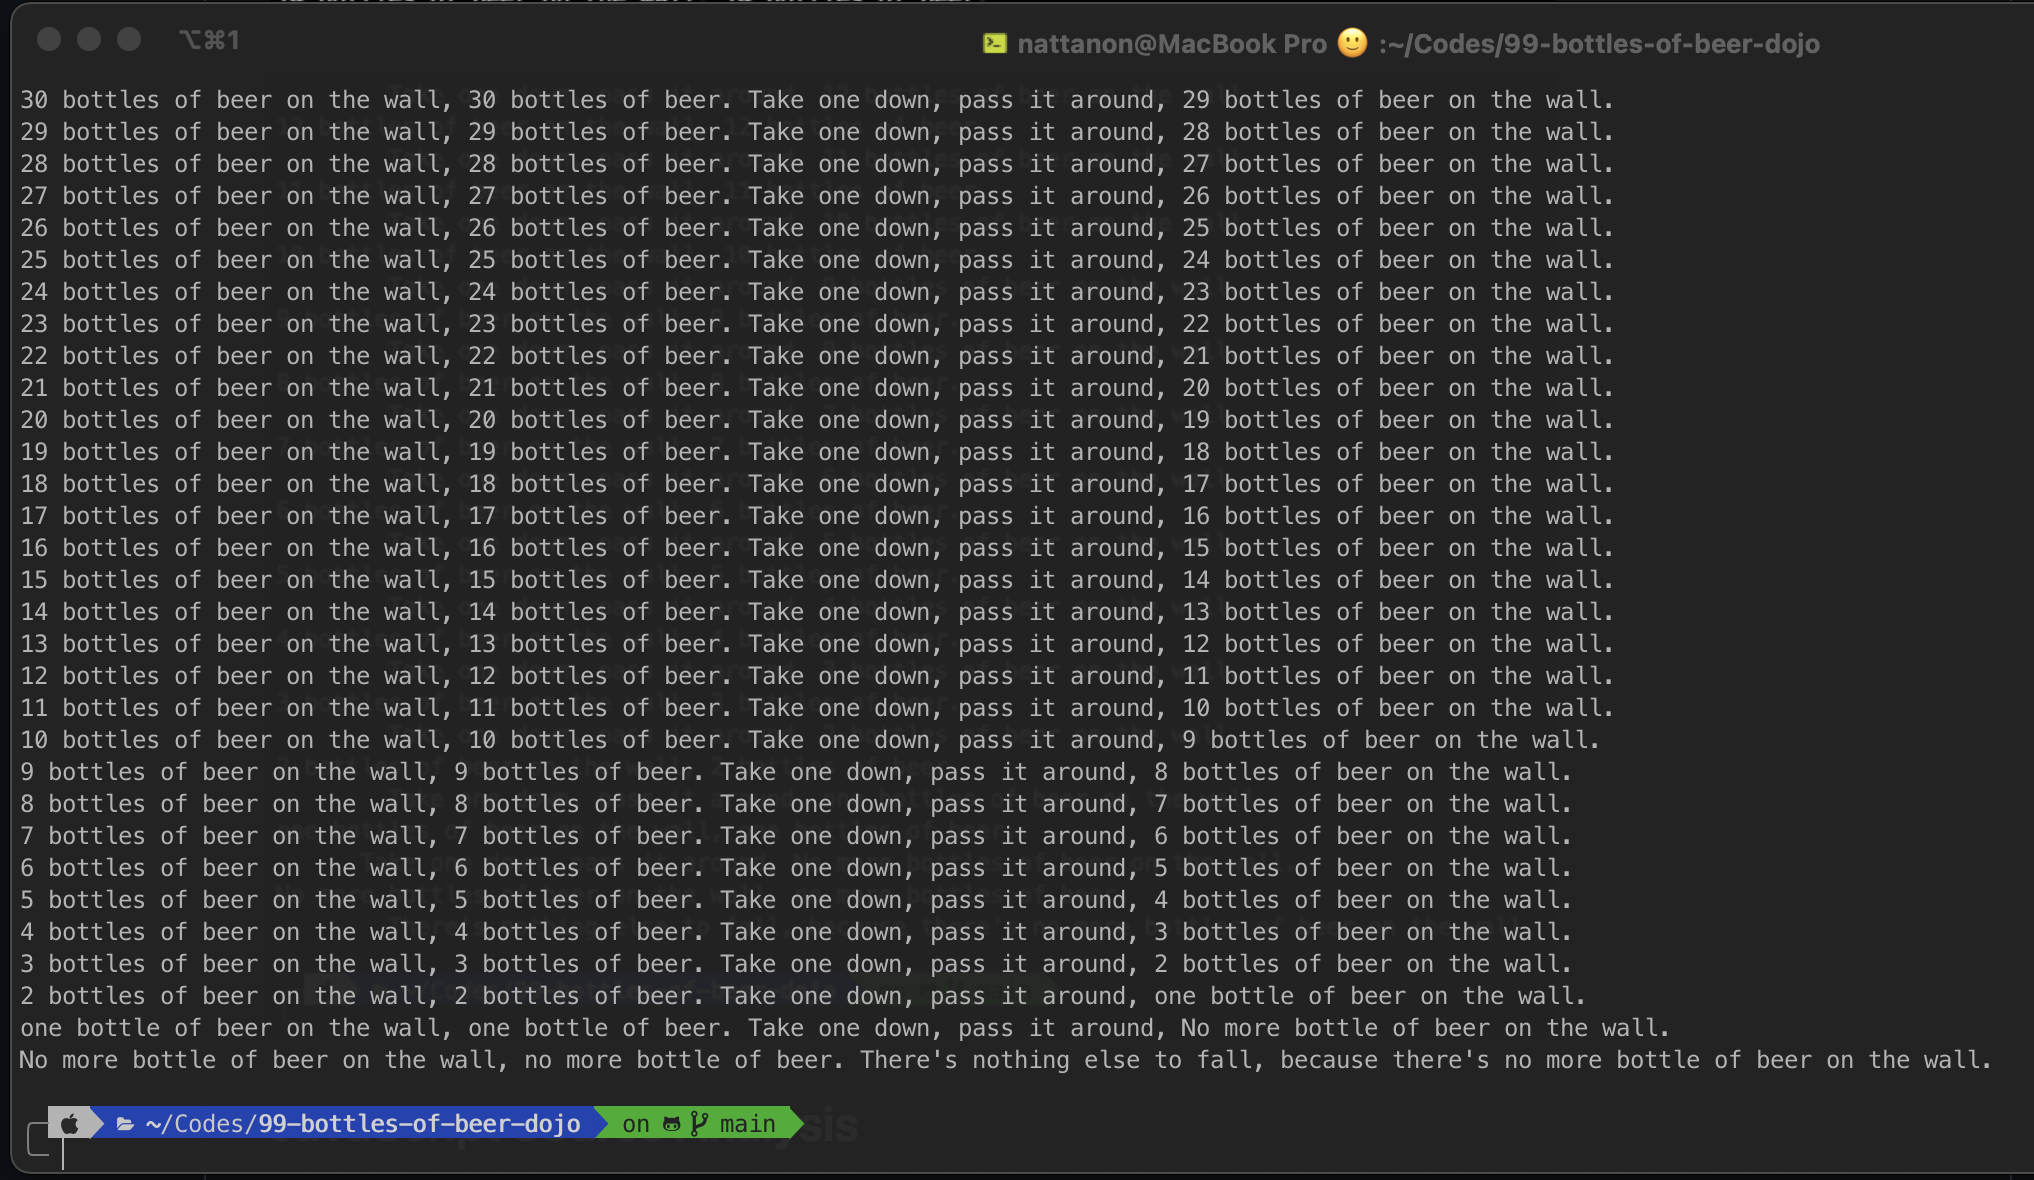 ⌥⌘1
nattanon@MacBook Pro 🙂 :~/Codes/99-bottles-of-beer-dojo
30 bottles of beer on the wall, 30 bottles of beer. Take one down, pass it around, 29 bottles of beer on the wall.
29 bottles of beer on the wall, 29 bottles of beer. Take one down, pass it around, 28 bottles of beer on the wall.
28 bottles of beer on the wall, 28 bottles of beer. Take one down, pass it around, 27 bottles of beer on the wall.
27 bottles of beer on the wall, 27 bottles of beer. Take one down, pass it around, 26 bottles of beer on the wall.
26 bottles of beer on the wall, 26 bottles of beer. Take one down, pass it around, 25 bottles of beer on the wall.
25 bottles of beer on the wall, 25 bottles of beer. Take one down, pass it around, 24 bottles of beer on the wall.
24 bottles of beer on the wall, 24 bottles of beer. Take one down, pass it around, 23 bottles of beer on the wall.
23 bottles of beer on the wall, 23 bottles of beer. Take one down, pass it around, 22 bottles of beer on the wall.
22 bottles of beer on the wall, 22 bottles of beer. Take one down, pass it around, 21 bottles of beer on the wall.
21 bottles of beer on the wall, 21 bottles of beer. Take one down, pass it around, 20 bottles of beer on the wall.
20 bottles of beer on the wall, 20 bottles of beer. Take one down, pass it around, 19 bottles of beer on the wall.
19 bottles of beer on the wall, 19 bottles of beer. Take one down, pass it around, 18 bottles of beer on the wall.
18 bottles of beer on the wall, 18 bottles of beer. Take one down, pass it around, 17 bottles of beer on the wall.
17 bottles of beer on the wall, 17 bottles of beer. Take one down, pass it around, 16 bottles of beer on the wall.
16 bottles of beer on the wall, 16 bottles of beer. Take one down, pass it around, 15 bottles of beer on the wall.
15 bottles of beer on the wall, 15 bottles of beer. Take one down, pass it around, 14 bottles of beer on the wall.
14 bottles of beer on the wall, 14 bottles of beer. Take one down, pass it around, 13 bottles of beer on the wall.
13 bottles of beer on the wall, 13 bottles of beer. Take one down, pass it around, 12 bottles of beer on the wall.
12 bottles of beer on the wall, 12 bottles of beer. Take one down, pass it around, 11 bottles of beer on the wall.
11 bottles of beer on the wall, 11 bottles of beer. Take one down, pass it around, 10 bottles of beer on the wall.
10 bottles of beer on the wall, 10 bottles of beer. Take one down, pass it around, 9 bottles of beer on the wall.
9 bottles of beer on the wall, 9 bottles of beer. Take one down, pass it around, 8 bottles of beer on the wall.
8 bottles of beer on the wall, 8 bottles of beer. Take one down, pass it around, 7 bottles of beer on the wall.
7 bottles of beer on the wall, 7 bottles of beer. Take one down, pass it around, 6 bottles of beer on the wall.
6 bottles of beer on the wall, 6 bottles of beer. Take one down, pass it around, 5 bottles of beer on the wall.
5 bottles of beer on the wall, 5 bottles of beer. Take one down, pass it around, 4 bottles of beer on the wall.
4 bottles of beer on the wall, 4 bottles of beer. Take one down, pass it around, 3 bottles of beer on the wall.
3 bottles of beer on the wall, 3 bottles of beer. Take one down, pass it around, 2 bottles of beer on the wall.
2 bottles of beer on the wall, 2 bottles of beer. Take one down, pass it around, one bottle of beer on the wall.
one bottle of beer on the wall, one bottle of beer. Take one down, pass it around, No more bottle of beer on the wall.
No more bottle of beer on the wall, no more bottle of beer. There's nothing else to fall, because there's no more bottle of beer on the wall.
~/Codes/99-bottles-of-beer-dojo on main